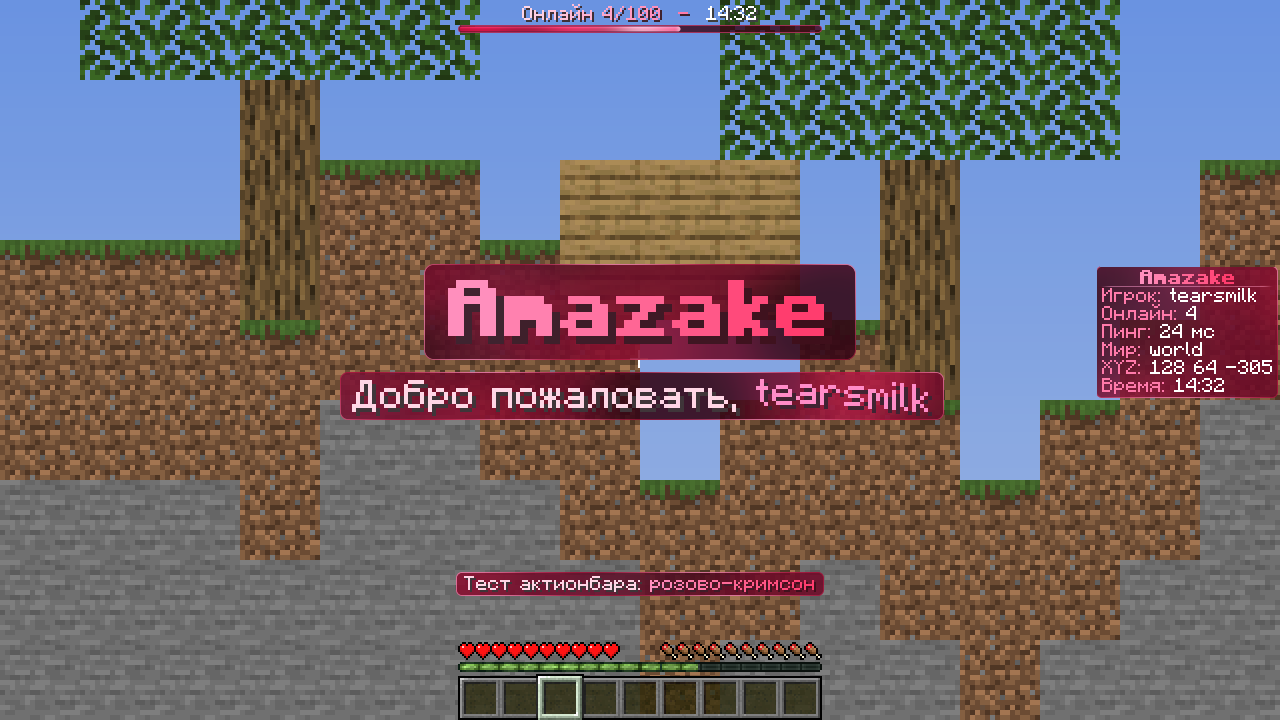 Онлайн 4/100 - 14:32
Amazake
Добро пожаловать, tearsmilk
Amazake
Игрок: tearsmilk
Онлайн: 4
Пинг: 24 мс
Мир: world
XYZ: 128 64 -305
Время: 14:32
Тест актионбара: розово-кримсон